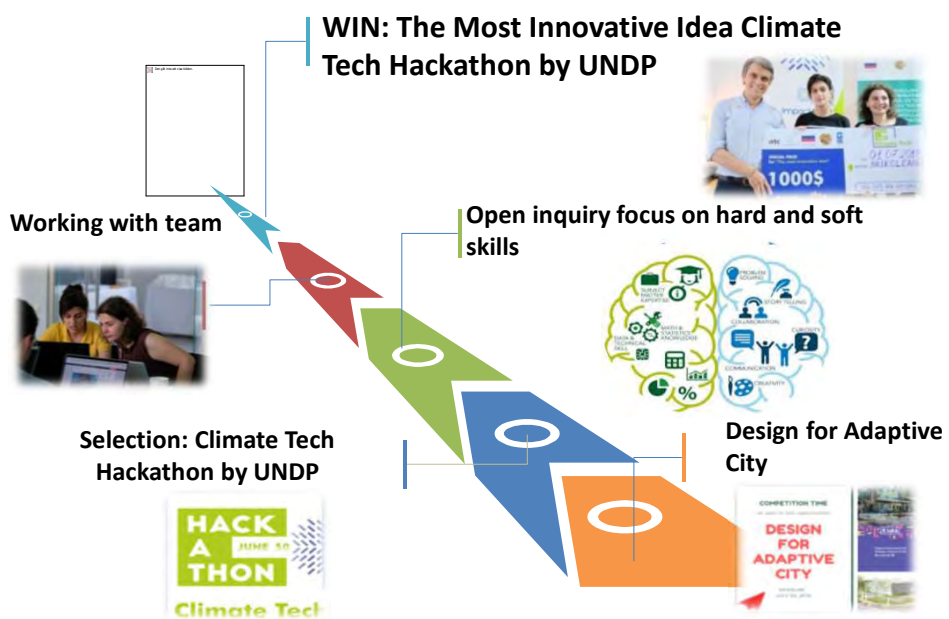 WIN: The Most Innovative Idea Climate
Tech Hackathon by UNDP
1000$
Working with team
Open inquiry focus on hard and soft
skills
SUBJECT
MATTER
EXPERTISE
MATH &
STATISTICS
KNOWLEDGE
DATA &
TECHNICAL
SKILL
%
PROBLEM
SOLVING
STORY TELLING
COLLABORATION
CURIOSITY
?
COMMUNICATION
CREATIVITY
Selection: Climate Tech
Hackathon by UNDP
HACK
A
JUNE 30
THON
Climate Tech
Design for Adaptive
City
COMPETITION TIME
DESIGN
FOR
ADAPTIVE
CITY